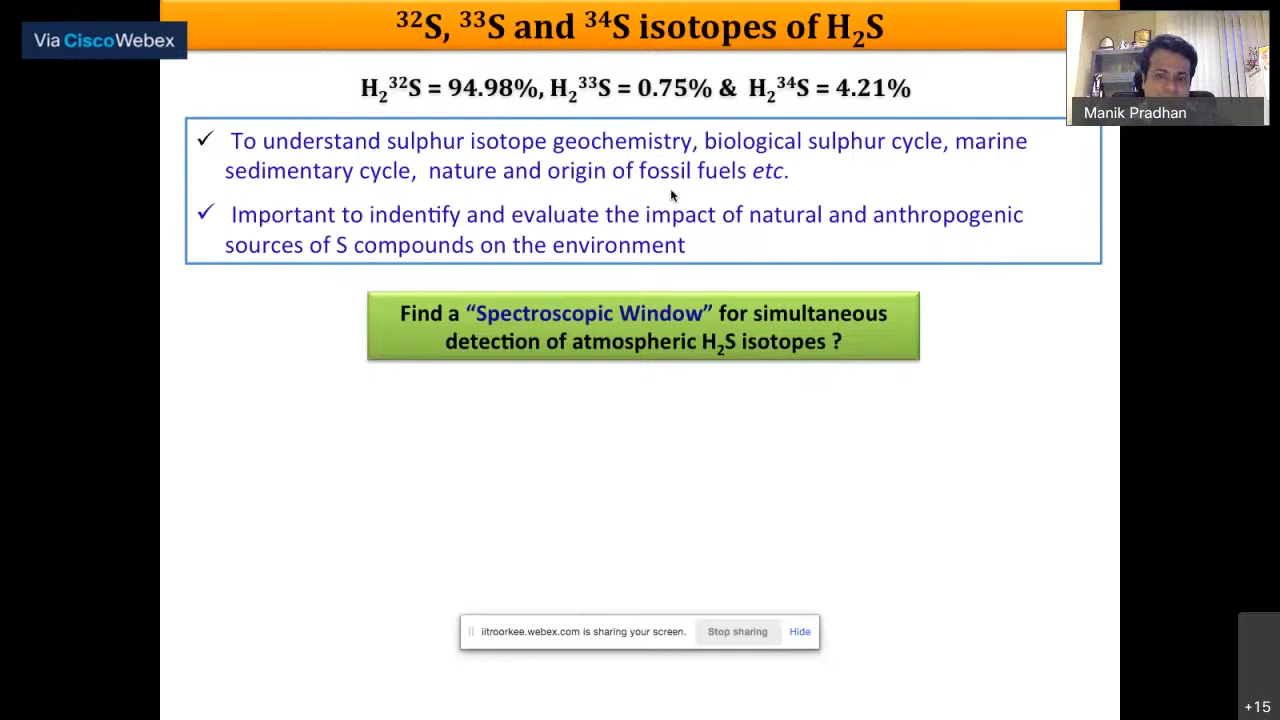 Via CiscoWebex
³²S, ³³S and ³⁴S isotopes of H₂S
Manik Pradhan
H₂³²S = 94.98%, H₂³³S = 0.75% & H₂³⁴S = 4.21%
✓ To understand sulphur isotope geochemistry, biological sulphur cycle, marine
sedimentary cycle, nature and origin of fossil fuels etc.
✓ Important to indentify and evaluate the impact of natural and anthropogenic
sources of S compounds on the environment
Find a “Spectroscopic Window” for simultaneous
detection of atmospheric H₂S isotopes ?
iitroorkee.webex.com is sharing your screen. Stop sharing Hide
+15